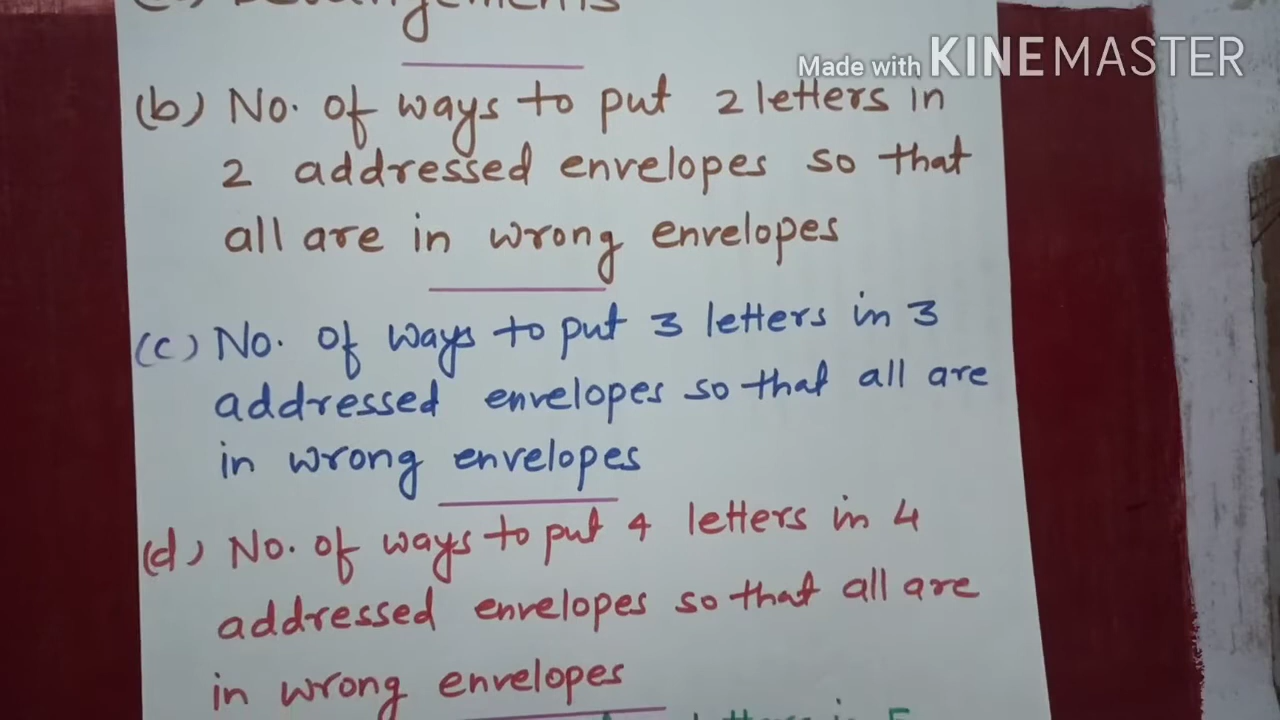 Made with KINEMASTER
(b) No. of ways to put 2 letters in
2 addressed envelopes so that
all are in wrong envelopes
(c) No. of ways to put 3 letters in 3
addressed envelopes so that all are
in wrong envelopes
(d) No. of ways to put 4 letters in 4
addressed envelopes so that all are
in wrong envelopes